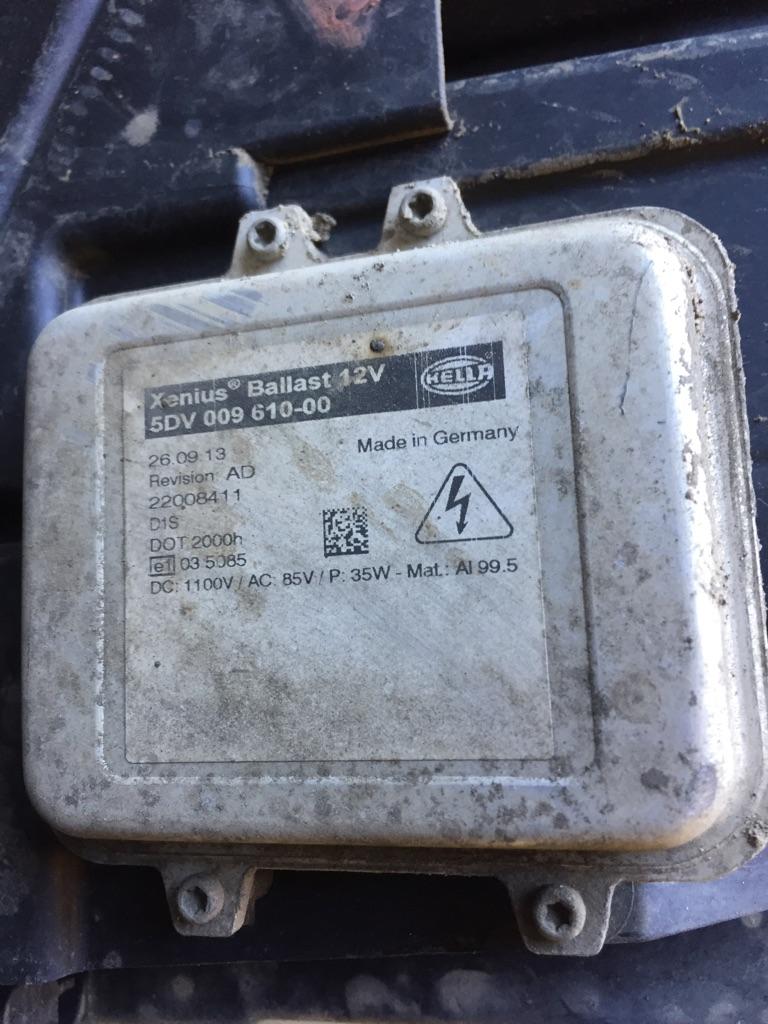 Xenius® Ballast 12V
5DV 009 610-00
HELLA
Made in Germany
26.09.13
Revision AD
22008411
D1S
DOT 2000h
e1 03 5085
DC: 1100V / AC: 85V / P: 35W - Mat.: Al 99.5